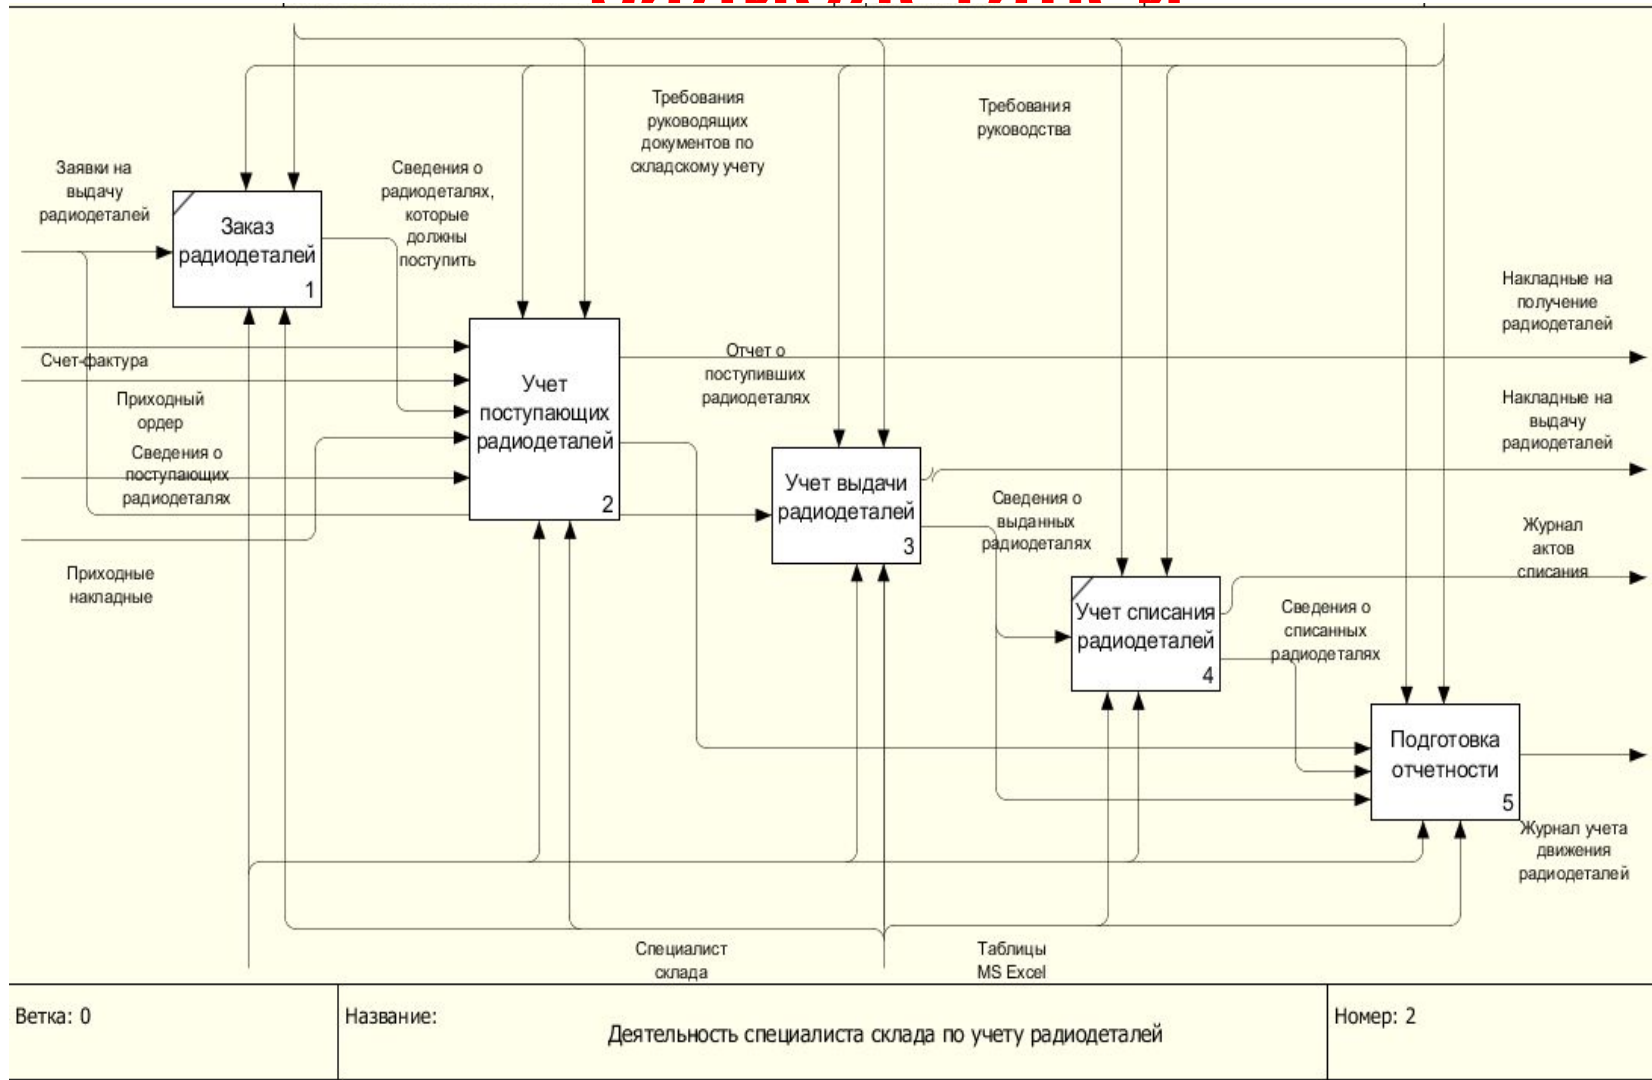 Требования
руководящих
документов по
складскому учету
Требования
руководства
Заявки на
выдачу
радиодеталей
Сведения о
радиодеталях,
которые
должны
поступить
Заказ
радиодеталей
1
Накладные на
получение
радиодеталей
Счет-фактура
Приходный
ордер
Сведения о
поступающих
радиодеталях
Приходные
накладные
Учет
поступающих
радиодеталей
2
Отчет о
поступивших
радиодеталях
Накладные на
выдачу
радиодеталей
Учет выдачи
радиодеталей
3
Сведения о
выданных
радиодеталях
Журнал
актов
списания
Учет списания
радиодеталей
4
Сведения о
списанных
радиодеталях
Подготовка
отчетности
5
Журнал учета
движения
радиодеталей
Специалист
склада
Таблицы
MS Excel
Ветка: 0
Название:
Деятельность специалиста склада по учету радиодеталей
Номер: 2